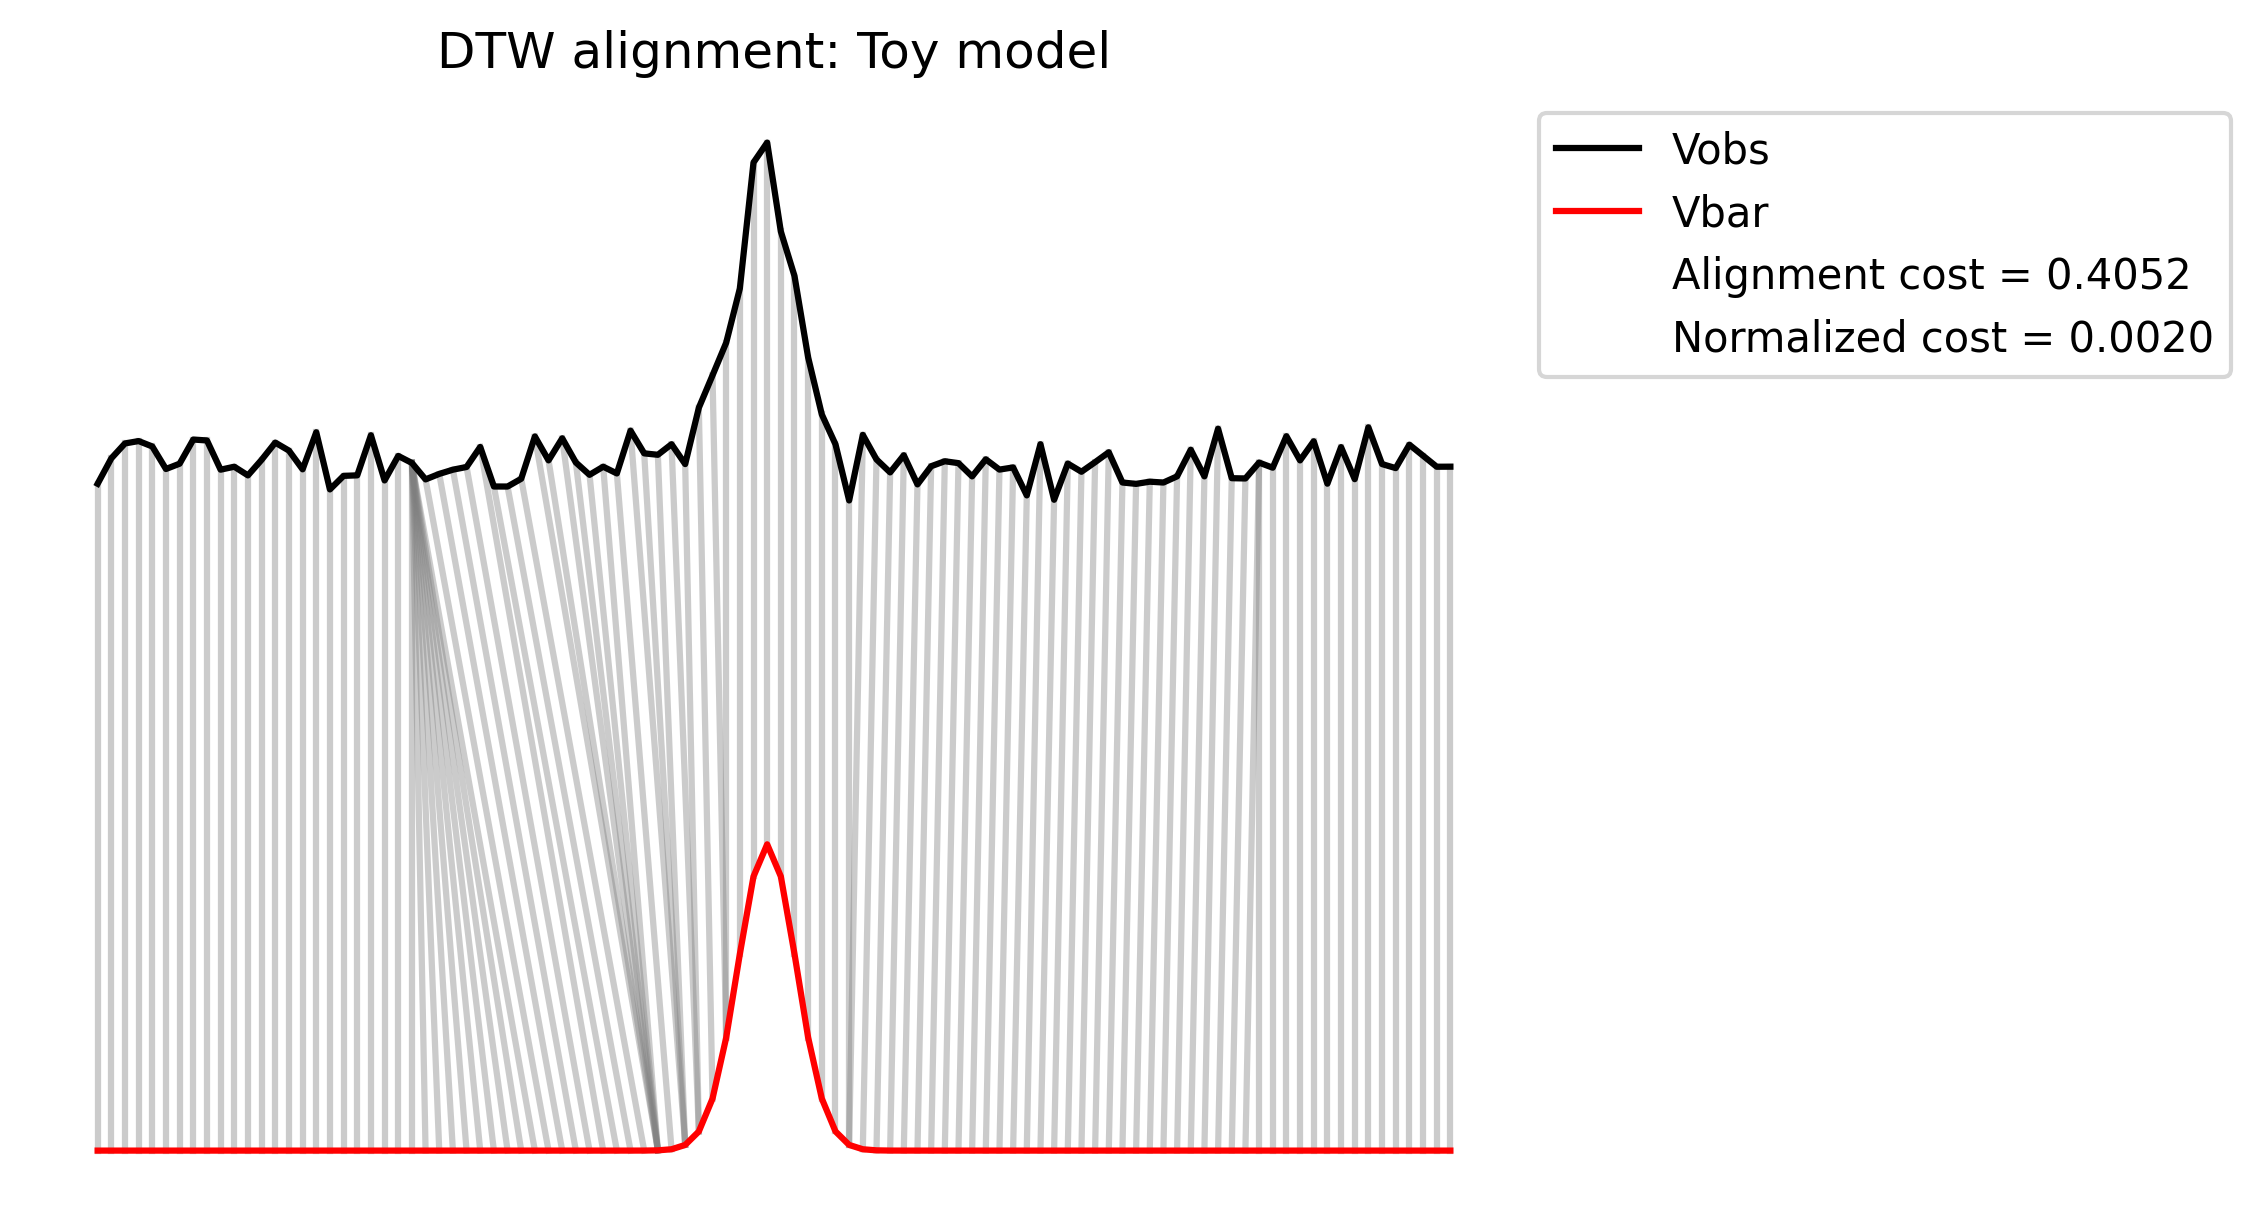 DTW alignment: Toy model
Vobs
Vbar
Alignment cost = 0.4052
Normalized cost = 0.0020